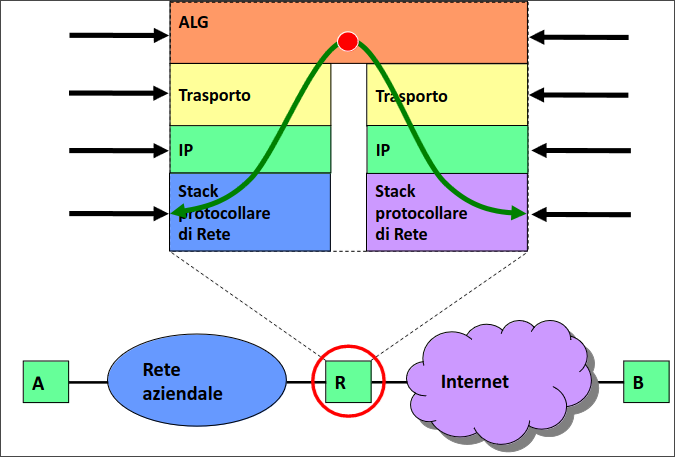 ALG
Trasporto
Trasporto
IP
IP
Stack
protocollare
di Rete
Stack
protocollare
di Rete
A
Rete
aziendale
R
Internet
B